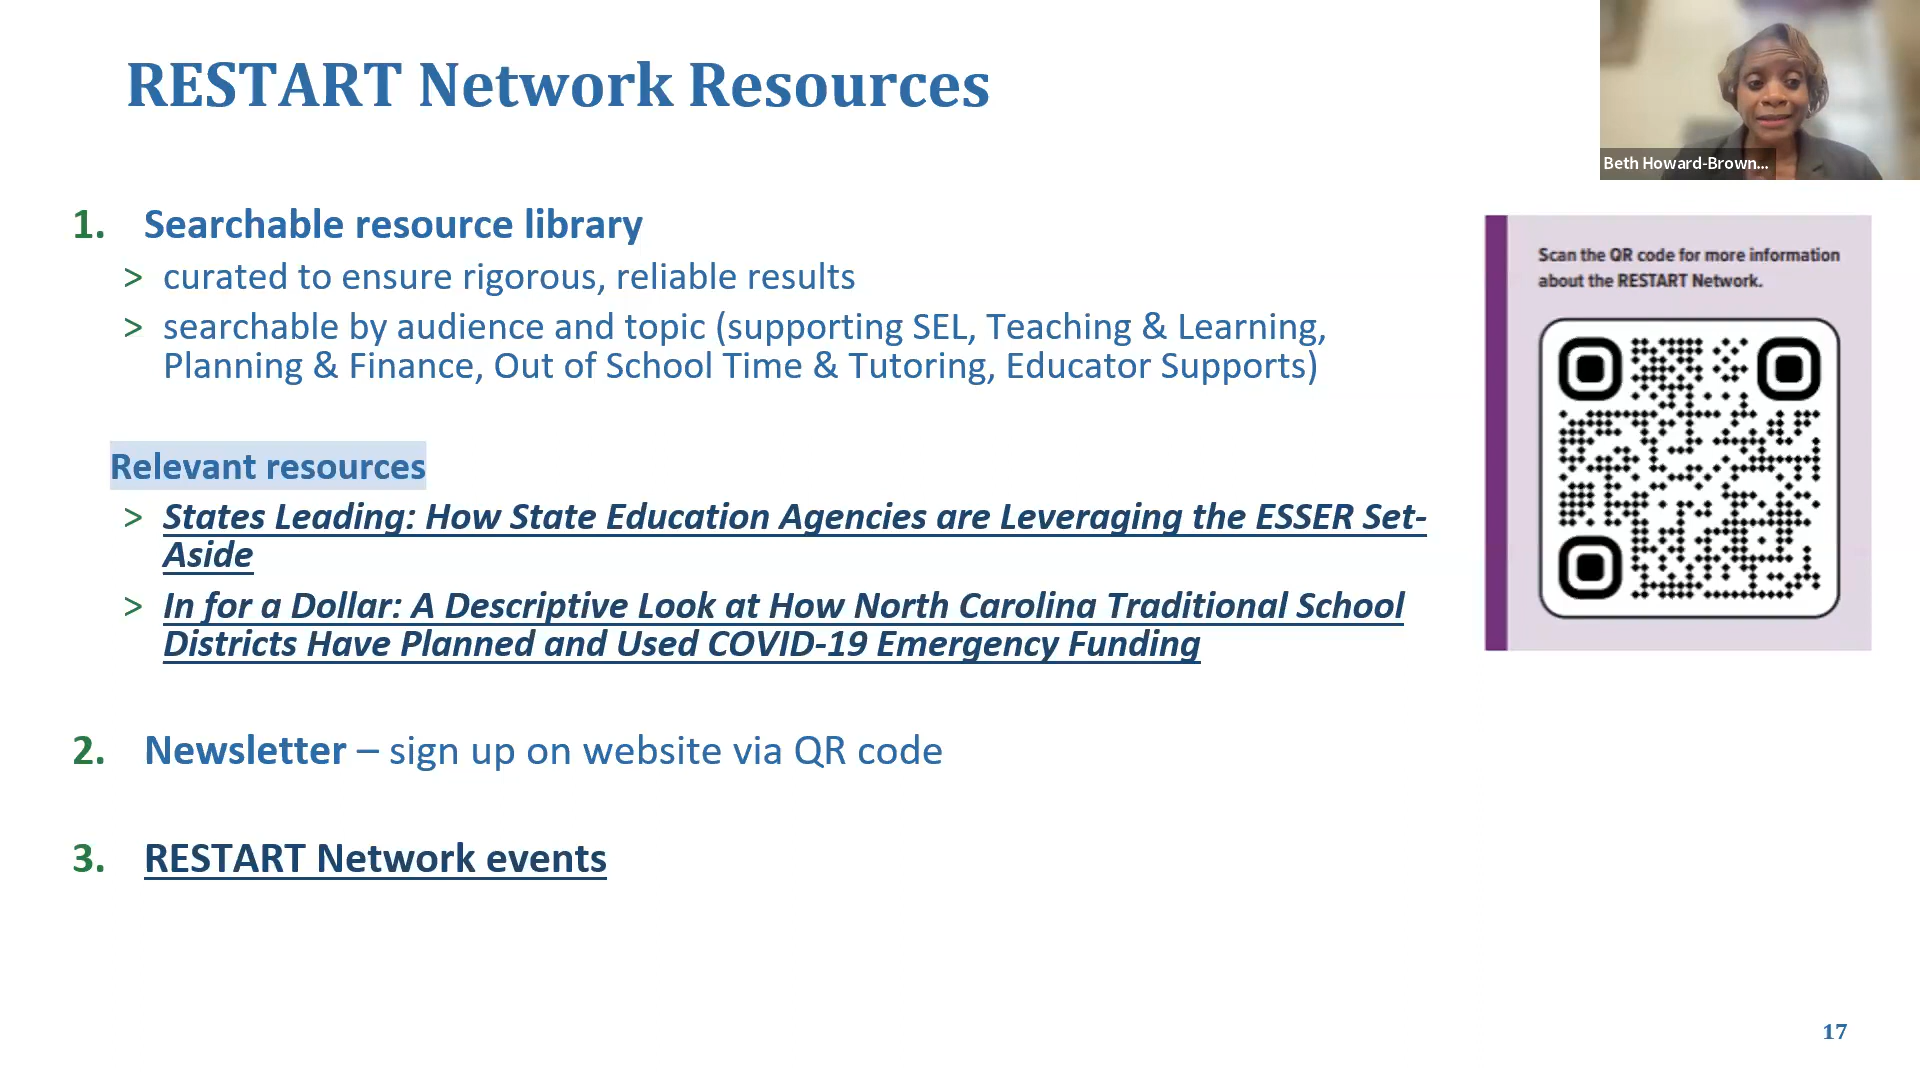 RESTART Network Resources
Beth Howard-Brown...
1. Searchable resource library
> curated to ensure rigorous, reliable results
> searchable by audience and topic (supporting SEL, Teaching & Learning,
Planning & Finance, Out of School Time & Tutoring, Educator Supports)
Relevant resources
> States Leading: How State Education Agencies are Leveraging the ESSER Set-
Aside
> In for a Dollar: A Descriptive Look at How North Carolina Traditional School
Districts Have Planned and Used COVID-19 Emergency Funding
2. Newsletter – sign up on website via QR code
3. RESTART Network events
Scan the QR code for more information
about the RESTART Network.
17